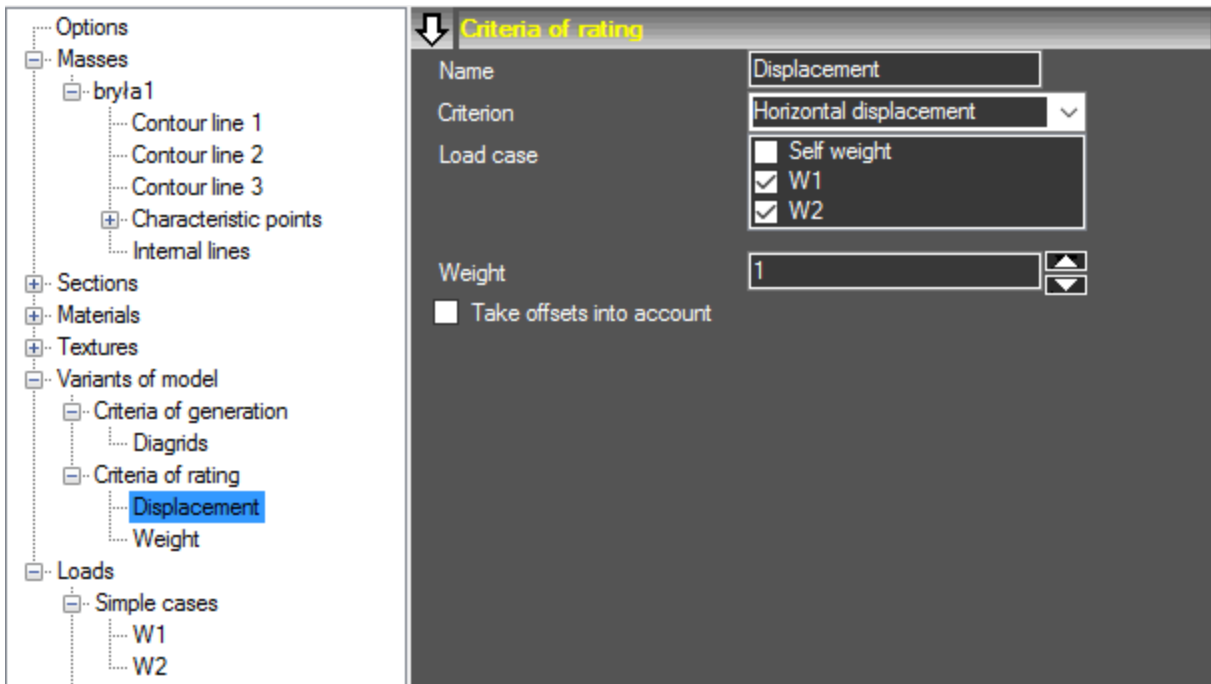 Options
Masses
bryła1
Contour line 1
Contour line 2
Contour line 3
Characteristic points
Internal lines
Sections
Materials
Textures
Variants of model
Criteria of generation
Diagrids
Criteria of rating
Displacement
Weight
Loads
Simple cases
W1
W2
Criteria of rating
Name Displacement
Criterion Horizontal displacement
Load case Self weight
W1
W2
Weight 1
Take offsets into account